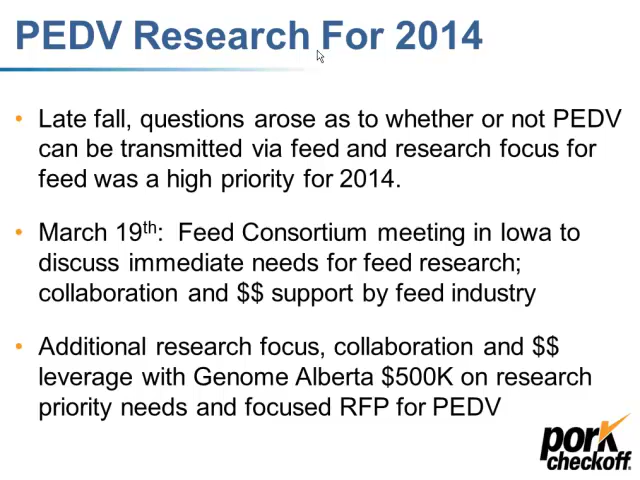 PEDV Research For 2014
• Late fall, questions arose as to whether or not PEDV
can be transmitted via feed and research focus for
feed was a high priority for 2014.
• March 19th: Feed Consortium meeting in Iowa to
discuss immediate needs for feed research;
collaboration and $$ support by feed industry
• Additional research focus, collaboration and $$
leverage with Genome Alberta $500K on research
priority needs and focused RFP for PEDV
pork
checkoff.